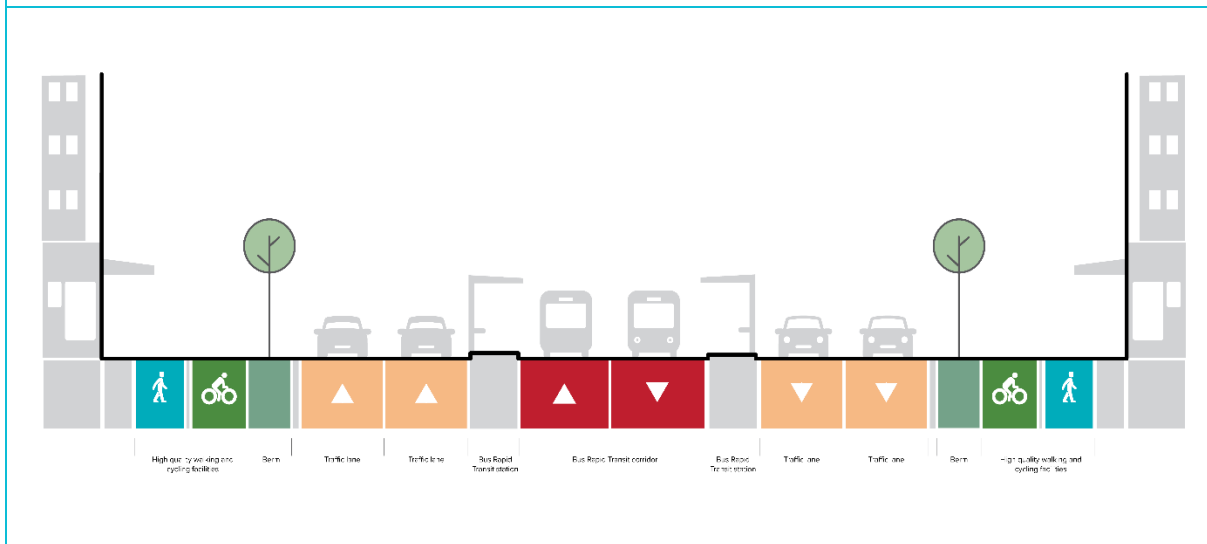 High quality walking and
cycling facilities
Berm
Traffic lane
Traffic lane
Bus Rapid
Transit station
Bus Rapid Transit corridor
Bus Rapid
Transit station
Traffic lane
Traffic lane
Berm
High quality walking and
cycling facilities